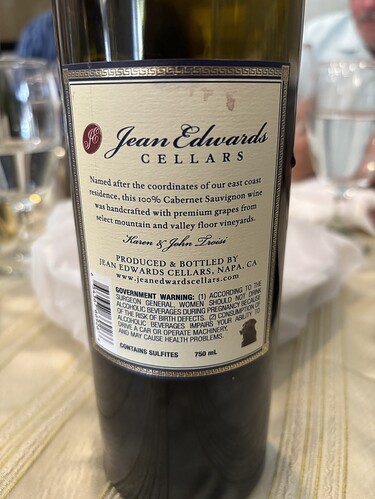 JE
Jean Edwards
CELLARS
Named after the coordinates of our east coast
residence, this 100% Cabernet Sauvignon wine
was handcrafted with premium grapes from
select mountain and valley floor vineyards.
Karen & John Troisi
PRODUCED & BOTTLED BY
JEAN EDWARDS CELLARS, NAPA, CA
www.jeanedwardscellars.com
GOVERNMENT WARNING: (1) ACCORDING TO THE
SURGEON GENERAL, WOMEN SHOULD NOT DRINK
ALCOHOLIC BEVERAGES DURING PREGNANCY BECAUSE
OF THE RISK OF BIRTH DEFECTS. (2) CONSUMPTION OF
ALCOHOLIC BEVERAGES IMPAIRS YOUR ABILITY TO
DRIVE A CAR OR OPERATE MACHINERY,
AND MAY CAUSE HEALTH PROBLEMS.
CONTAINS SULFITES 750 mL